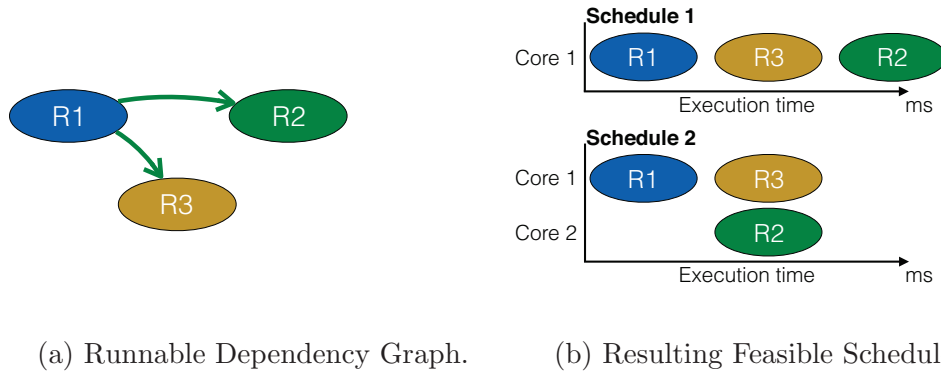 R1
R2
R3
(a) Runnable Dependency Graph.
Schedule 1
Core 1 R1 R3 R2
Execution time ms
Schedule 2
Core 1 R1 R3
Core 2 R2
Execution time ms
(b) Resulting Feasible Schedul